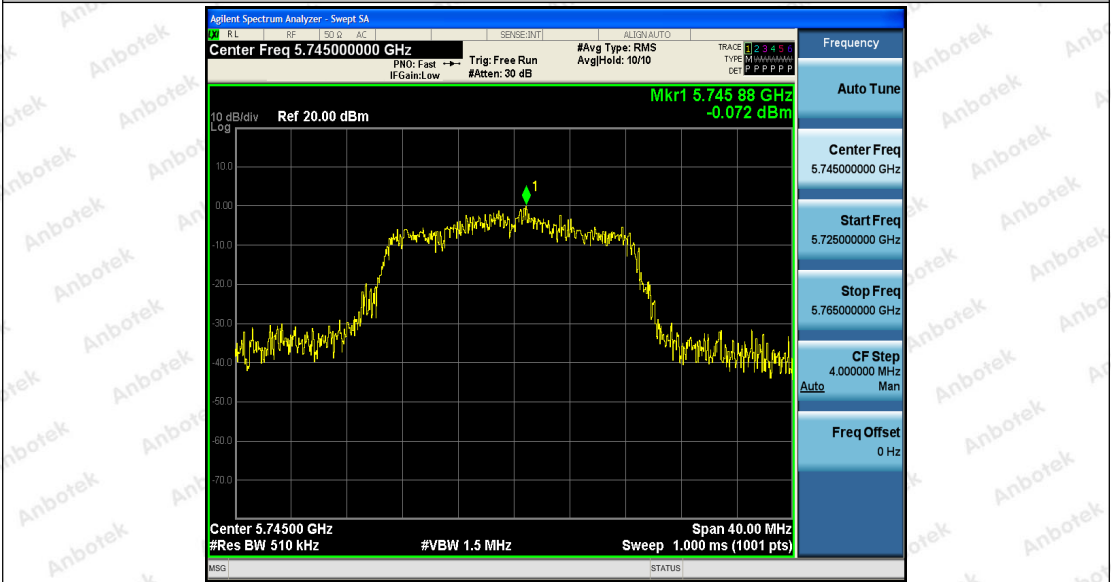 Agilent Spectrum Analyzer - Swept SA
RL RF 50 Ω AC SENSE:INT ALIGNAUTO
Center Freq 5.745000000 GHz
PNO: Fast
IFGain:Low
Trig: Free Run
#Atten: 30 dB
#Avg Type: RMS
Avg|Hold: 10/10
TRACE 1 2 3 4 5 6
TYPE M
DET P P P P P P
Mkr1 5.745 88 GHz
-0.072 dBm
10 dB/div Ref 20.00 dBm
Log
1
10.0
0.00
-10.0
-20.0
-30.0
-40.0
-50.0
-60.0
-70.0
Center 5.74500 GHz Span 40.00 MHz
#Res BW 510 kHz #VBW 1.5 MHz Sweep 1.000 ms (1001 pts)
MSG STATUS
Frequency
Auto Tune
Center Freq
5.745000000 GHz
Start Freq
5.725000000 GHz
Stop Freq
5.765000000 GHz
CF Step
4.000000 MHz
Auto Man
Freq Offset
0 Hz
Anbotek